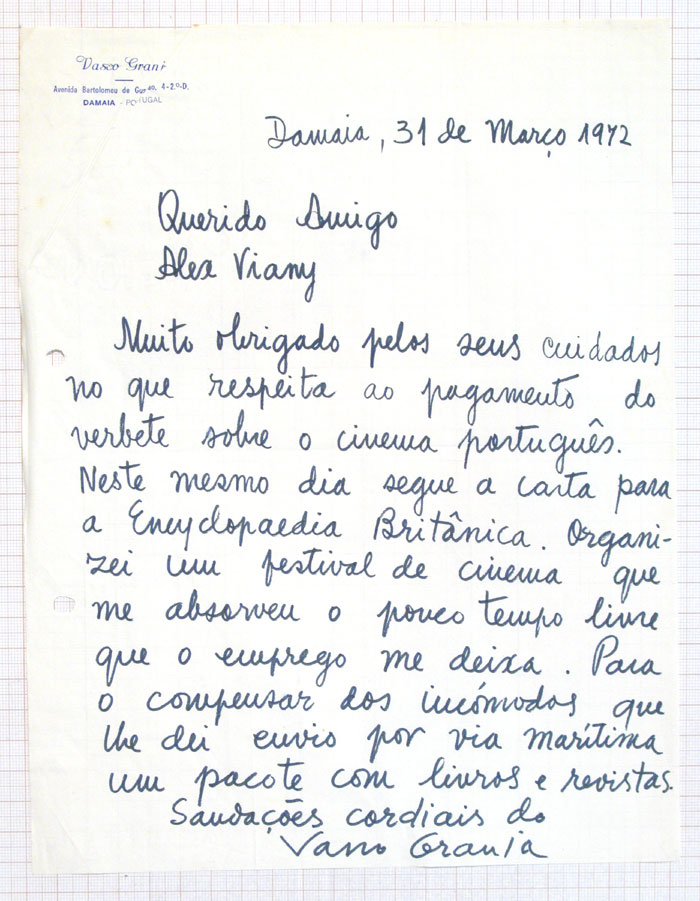 Vasco Granj
Avenida Bartolomeu de Gus ão, 4-2.º-D.
DAMAIA - PORTUGAL
Damaia, 31 de Março 1972
Querido Amigo
Alex Viany
Muito obrigado pelos seus cuidados
no que respeita ao pagamento do
verbete sobre o cinema português.
Neste mesmo dia segue a carta para
a Encyclopaedia Britânica. Organi-
zei um festival de cinema que
me absorveu o pouco tempo livre
que o emprego me deixa. Para
o compensar dos incómodos que
lhe dei envio por via marítima
um pacote com livros e revistas.
Saudações cordiais do
Vasco Granja